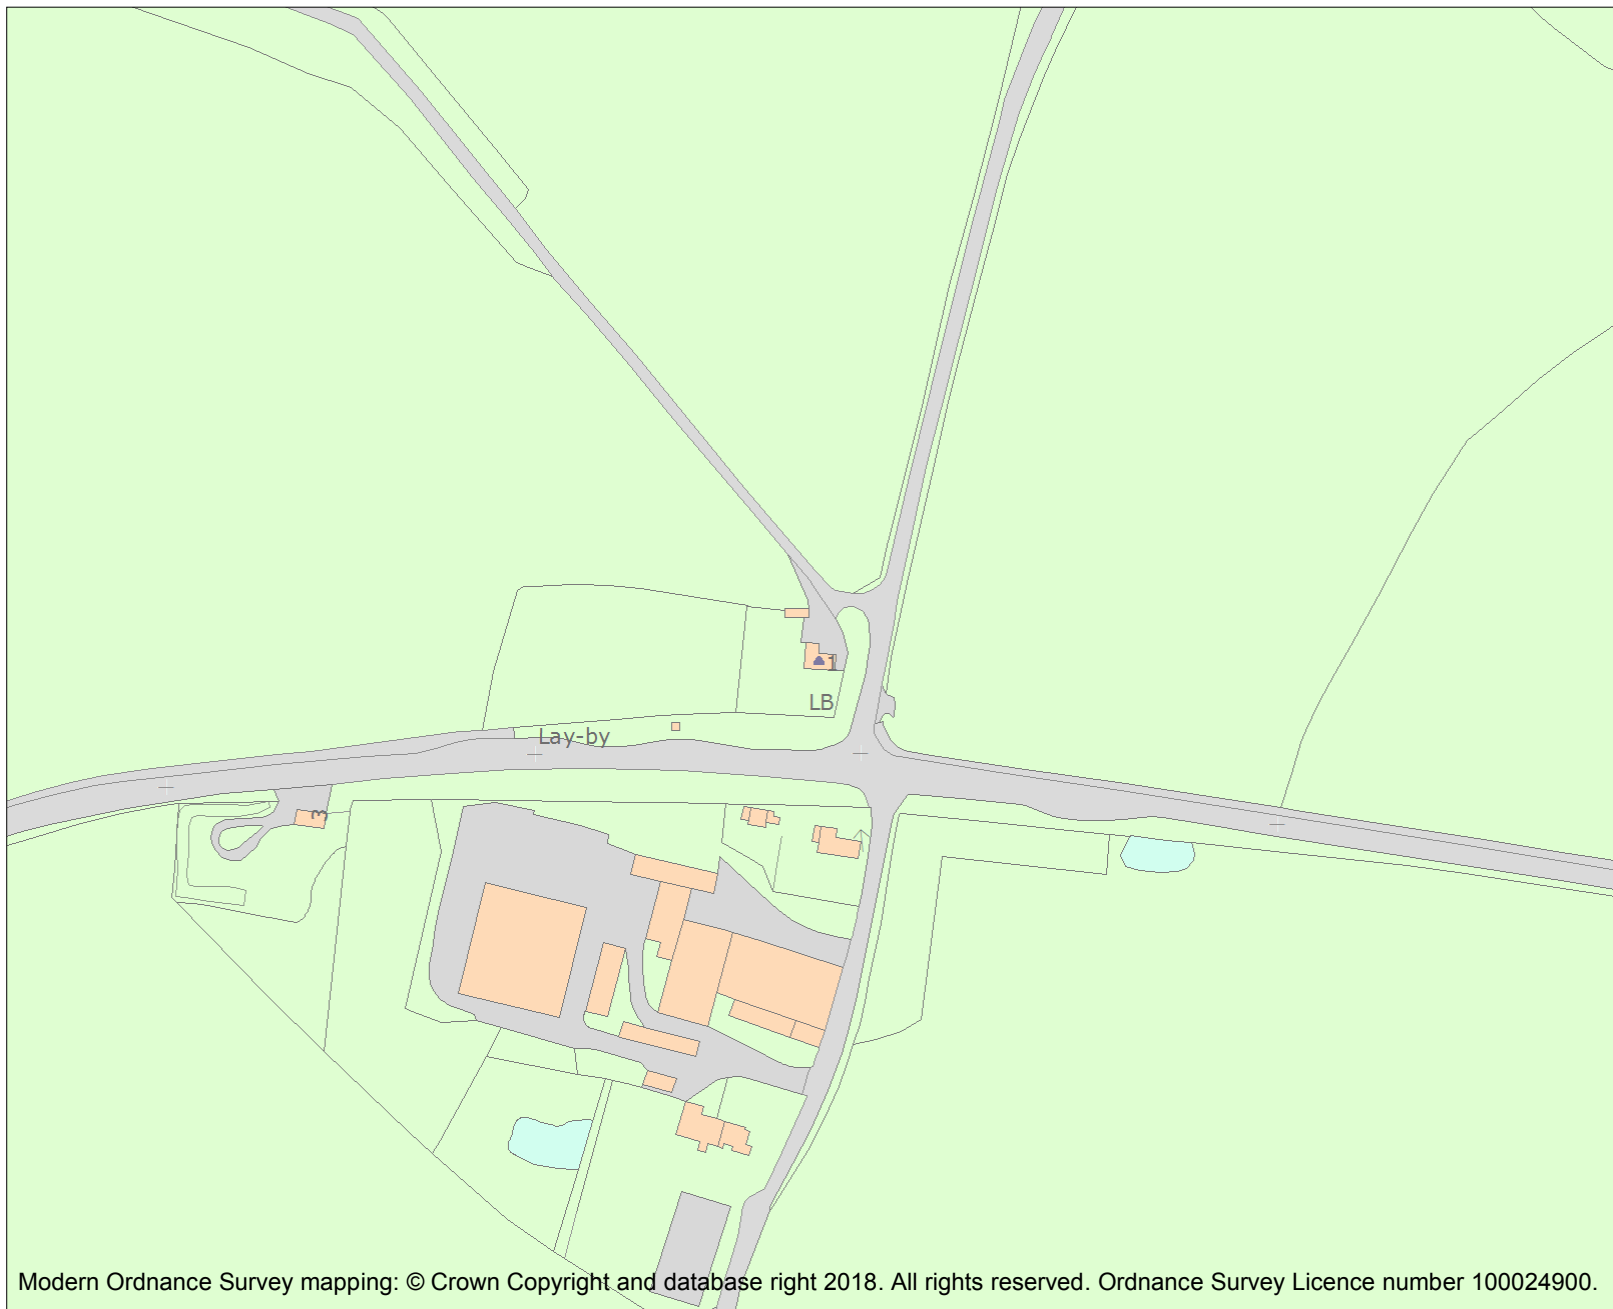 1
LB
Lay-by
3
Modern Ordnance Survey mapping: © Crown Copyright and database right 2018. All rights reserved. Ordnance Survey Licence number 100024900.